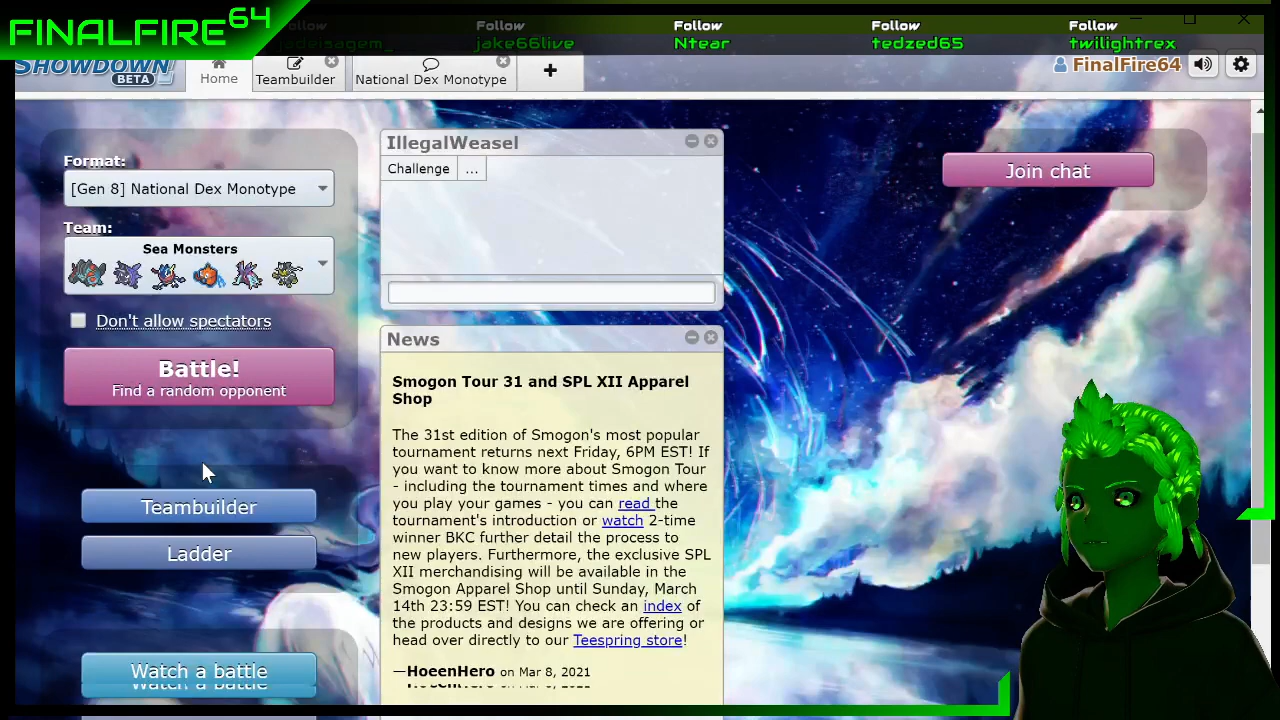 FINALFIRE64
Follow
Follow
Follow
Follow
Follow
jadeisagem_
jake66live
Ntear
tedzed65
twilightrex
SHOWDOWN
BETA
Home
Teambuilder
National Dex Monotype
+
FinalFire64
Format:
[Gen 8] National Dex Monotype
Team:
Sea Monsters
Don't allow spectators
Battle!
Find a random opponent
Teambuilder
Ladder
Watch a battle
Watch a battle
IllegalWeasel
Challenge
...
News
Smogon Tour 31 and SPL XII Apparel
Shop
The 31st edition of Smogon's most popular
tournament returns next Friday, 6PM EST! If
you want to know more about Smogon Tour
- including the tournament times and where
you play your games - you can read the
tournament's introduction or watch 2-time
winner BKC further detail the process to
new players. Furthermore, the exclusive SPL
XII merchandising will be available in the
Smogon Apparel Shop until Sunday, March
14th 23:59 EST! You can check an index of
the products and designs we are offering or
head over directly to our Teespring store!
—HoeenHero on Mar 8, 2021
Join chat